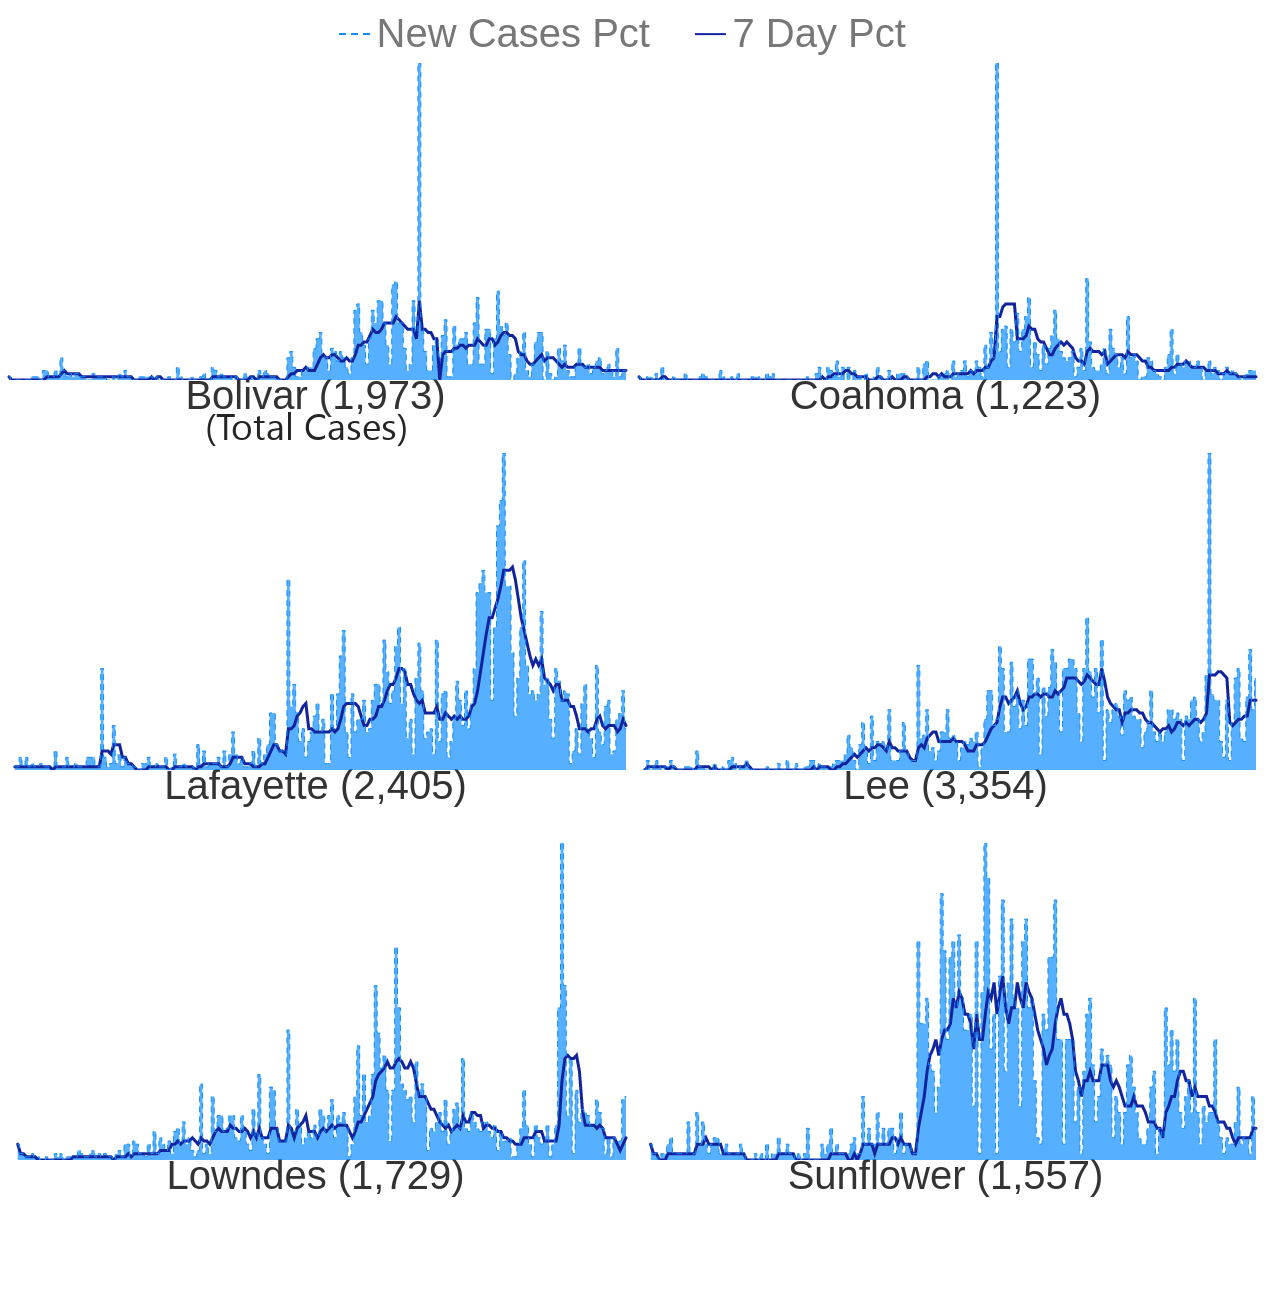 New Cases Pct 7 Day Pct
Bolivar (1,973) Coahoma (1,223)
(Total Cases)
Lafayette (2,405) Lee (3,354)
Lowndes (1,729) Sunflower (1,557)